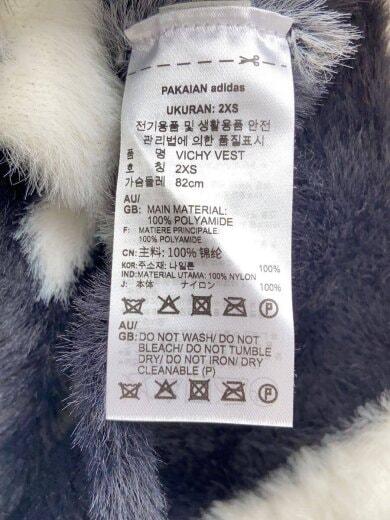 PAKAIAN adidas
UKURAN: 2XS
전기용품 및 생활용품 안전
관리법에 의한 품질표시
품 명 VICHY VEST
호 칭 2XS
가슴둘레 82cm
AU/
GB: MAIN MATERIAL:
100% POLYAMIDE
F: MATIERE PRINCIPALE:
100% POLYAMIDE
CN: 主料: 100% 锦纶
KOR: 주소재: 나일론 100%
IND: MATERIAL UTAMA: 100% NYLON
J: 本体 ナイロン 100%
P
AU/
GB: DO NOT WASH/ DO NOT
BLEACH/ DO NOT TUMBLE
DRY/ DO NOT IRON/ DRY
CLEANABLE (P)
P